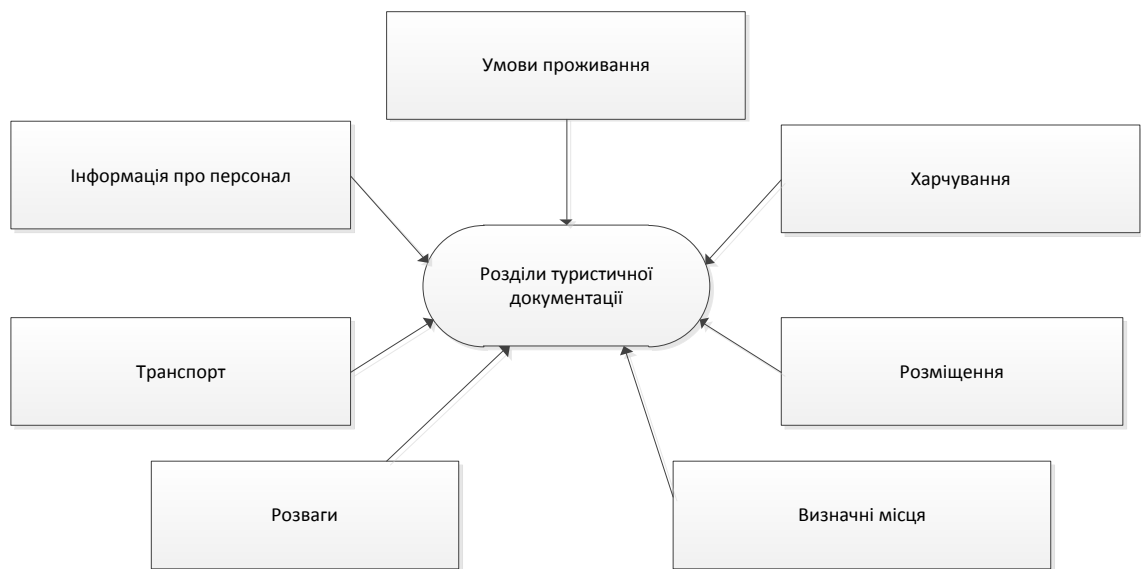 Умови проживання
Інформація про персонал
Харчування
Розділи туристичної
документації
Транспорт
Розміщення
Розваги
Визначні місця